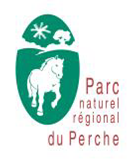 Parc
naturel
régional
du Perche